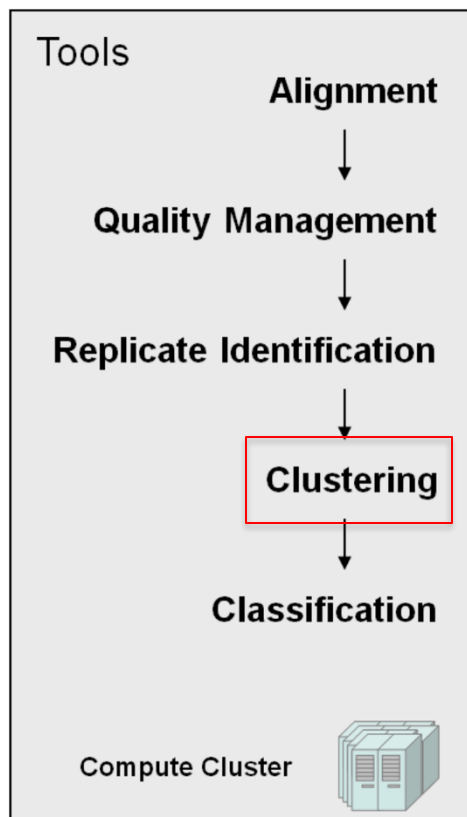 Tools
Alignment
Quality Management
Replicate Identification
Clustering
Classification
Compute Cluster